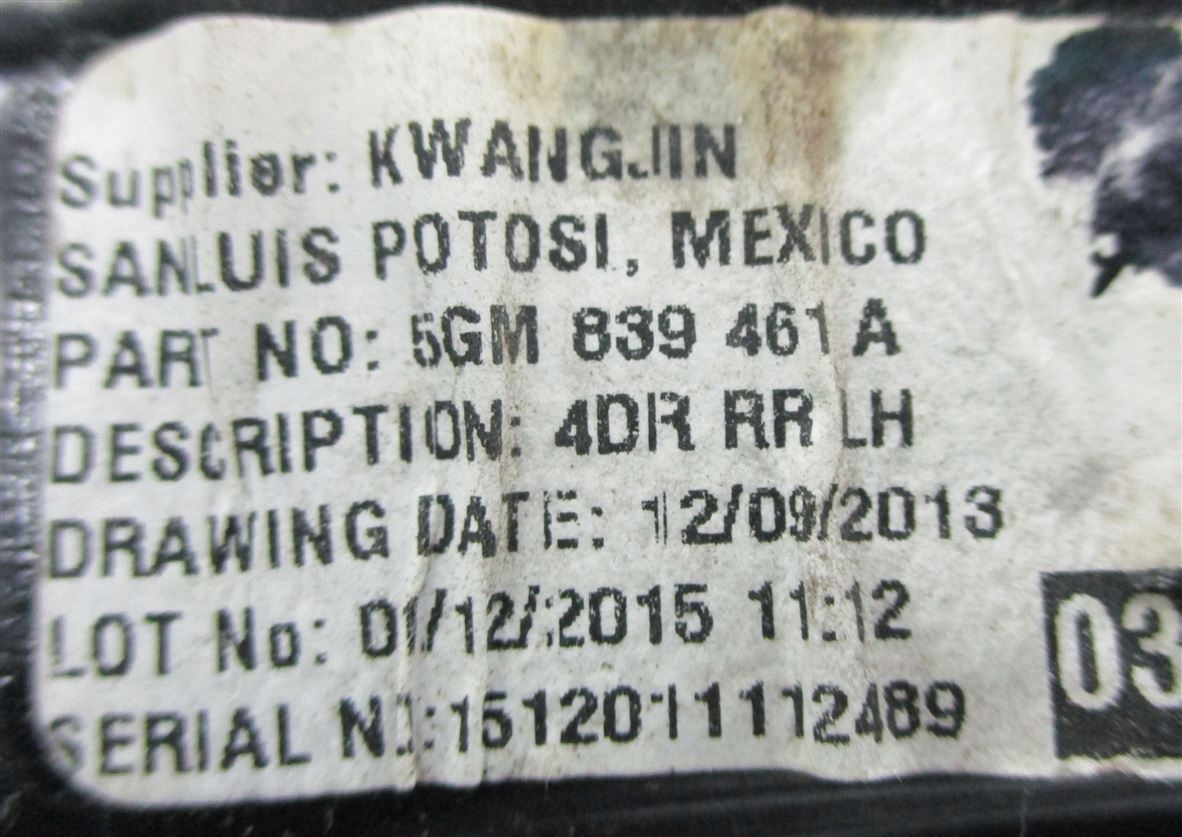 Supplier: KWANGJIN
SANLUIS POTOSI, MEXICO
PART NO: 5GM 839 461 A
DESCRIPTION: 4DR RR LH
DRAWING DATE: 12/09/2013
LOT No: 01/12/2015 11:12
SERIAL NO:1512011112489
03